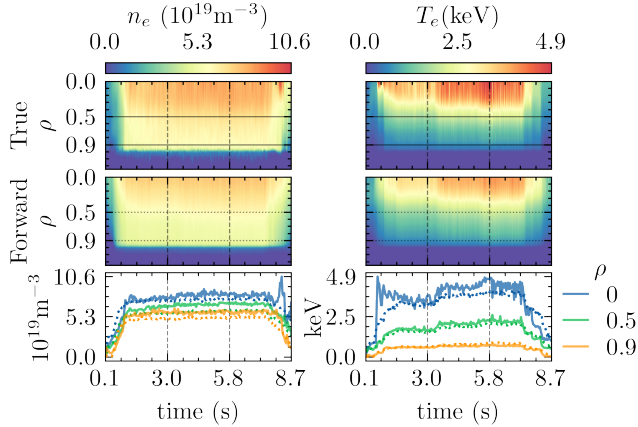 n_e (10^19 m^−3) T_e(keV)
0.0 5.3 10.6 0.0 2.5 4.9
True ρ 0.0 0.5 0.9
Forward ρ 0.0 0.5 0.9
10^19 m^−3 10.6 5.3 0.0
keV 4.9 2.5 0.0
ρ
0
0.5
0.9
0.1 3.0 5.8 8.7 0.1 3.0 5.8 8.7
time (s) time (s)